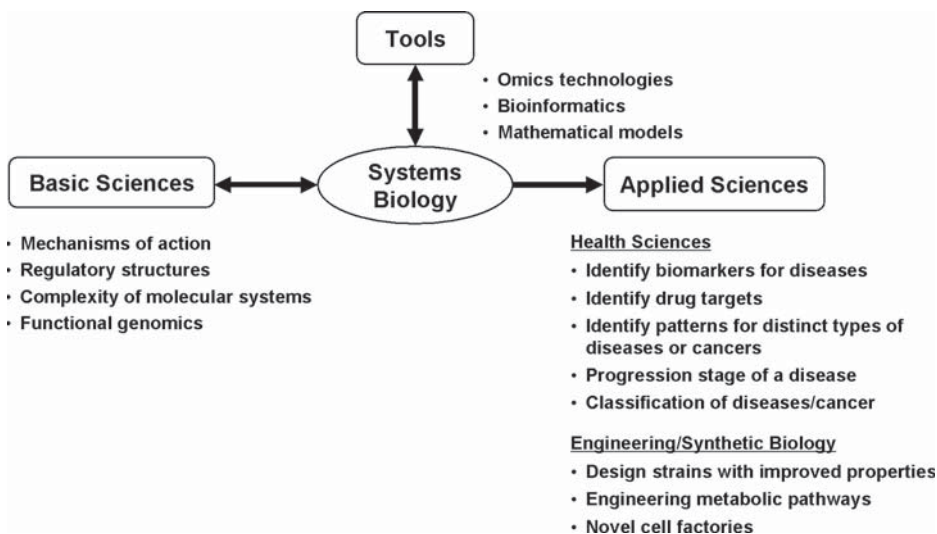 Tools
• Omics technologies
• Bioinformatics
• Mathematical models
Basic Sciences
Systems
Biology
Applied Sciences
• Mechanisms of action
• Regulatory structures
• Complexity of molecular systems
• Functional genomics
Health Sciences
• Identify biomarkers for diseases
• Identify drug targets
• Identify patterns for distinct types of
diseases or cancers
• Progression stage of a disease
• Classification of diseases/cancer
Engineering/Synthetic Biology
• Design strains with improved properties
• Engineering metabolic pathways
• Novel cell factories